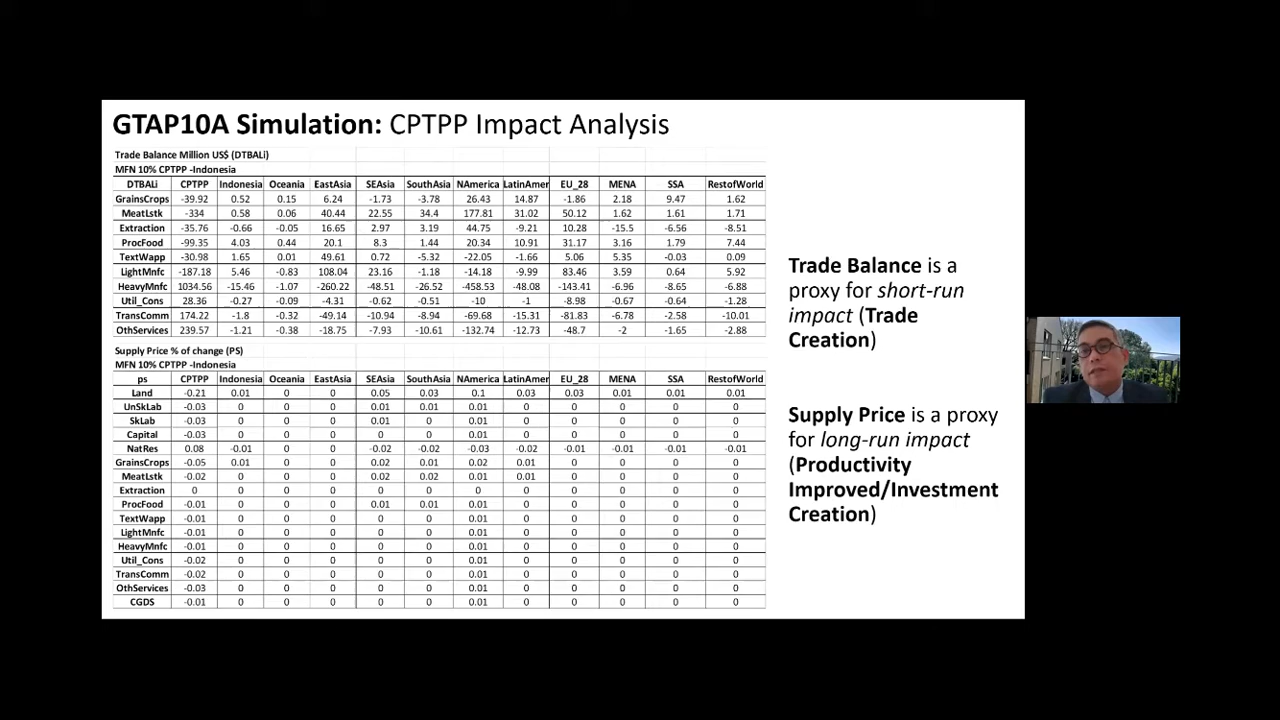 GTAP10A Simulation: CPTPP Impact Analysis
Trade Balance Million US$ (DTBALi)
MFN 10% CPTPP -Indonesia
DTBALi CPTPP Indonesia Oceania EastAsia SEAsia SouthAsia NAmerica LatinAmer EU_28 MENA SSA RestofWorld
GrainsCrops -39.92 0.52 0.15 6.24 -1.73 -3.78 26.43 14.87 -1.86 2.18 9.47 1.62
MeatLstk -334 0.58 0.06 40.44 22.55 34.4 177.81 31.02 50.12 1.62 1.61 1.71
Extraction -35.76 -0.66 -0.05 16.65 2.97 3.19 44.75 -9.21 10.28 -15.5 -6.56 -8.51
ProcFood -99.35 4.03 0.44 20.1 8.3 1.44 20.34 10.91 31.17 3.16 1.79 7.44
TextWapp -30.98 1.65 0.01 49.61 0.72 -5.32 -22.05 -1.66 5.06 5.35 -0.03 0.09
LightMnfc -187.18 5.46 -0.83 108.04 23.16 -1.18 -14.18 -9.99 83.46 3.59 0.64 5.92
HeavyMnfc 1034.56 -15.46 -1.07 -260.22 -48.51 -26.52 -458.53 -48.08 -143.41 -6.96 -8.65 -6.88
Util_Cons 28.36 -0.27 -0.09 -4.31 -0.62 -0.51 -10 -1 -8.98 -0.67 -0.64 -1.28
TransComm 174.22 -1.8 -0.32 -49.14 -10.94 -8.94 -69.68 -15.31 -81.83 -6.78 -2.58 -10.01
OthServices 239.57 -1.21 -0.38 -18.75 -7.93 -10.61 -132.74 -12.73 -48.7 -2 -1.65 -2.88
Supply Price % of change (PS)
MFN 10% CPTPP -Indonesia
ps CPTPP Indonesia Oceania EastAsia SEAsia SouthAsia NAmerica LatinAmer EU_28 MENA SSA RestofWorld
Land -0.21 0.01 0 0 0.05 0.03 0.1 0.03 0.03 0.01 0.01 0.01
UnSkLab -0.03 0 0 0 0.01 0.01 0.01 0 0 0 0 0
SkLab -0.03 0 0 0 0.01 0 0.01 0 0 0 0 0
Capital -0.03 0 0 0 0 0 0.01 0 0 0 0 0
NatRes 0.08 -0.01 0 0 -0.02 -0.02 -0.03 -0.02 -0.01 -0.01 -0.01 -0.01
GrainsCrops -0.05 0.01 0 0 0.02 0.01 0.02 0.01 0 0 0 0
MeatLstk -0.02 0 0 0 0.02 0.02 0.01 0.01 0 0 0 0
Extraction 0 0 0 0 0 0 0 0 0 0 0 0
ProcFood -0.01 0 0 0 0.01 0.01 0.01 0 0 0 0 0
TextWapp -0.01 0 0 0 0 0 0.01 0 0 0 0 0
LightMnfc -0.01 0 0 0 0 0 0.01 0 0 0 0 0
HeavyMnfc -0.01 0 0 0 0 0 0.01 0 0 0 0 0
Util_Cons -0.02 0 0 0 0 0 0.01 0 0 0 0 0
TransComm -0.02 0 0 0 0 0 0.01 0 0 0 0 0
OthServices -0.03 0 0 0 0 0 0.01 0 0 0 0 0
CGDS -0.01 0 0 0 0 0 0.01 0 0 0 0 0
Trade Balance is a
proxy for short-run
impact (Trade
Creation)
Supply Price is a proxy
for long-run impact
(Productivity
Improved/Investment
Creation)